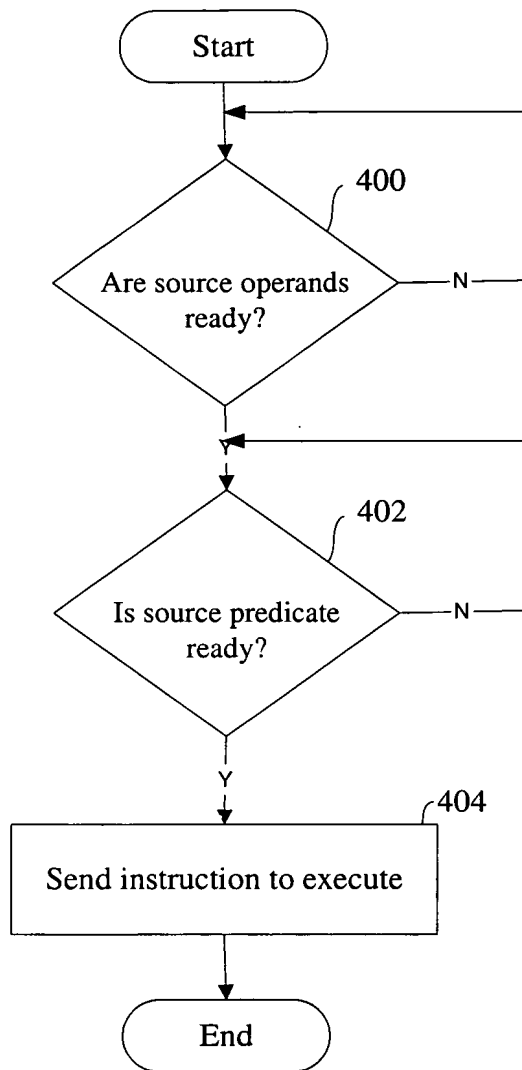 Start
400
Are source operands
ready?
N
Y
402
Is source predicate
ready?
N
Y
404
Send instruction to execute
End